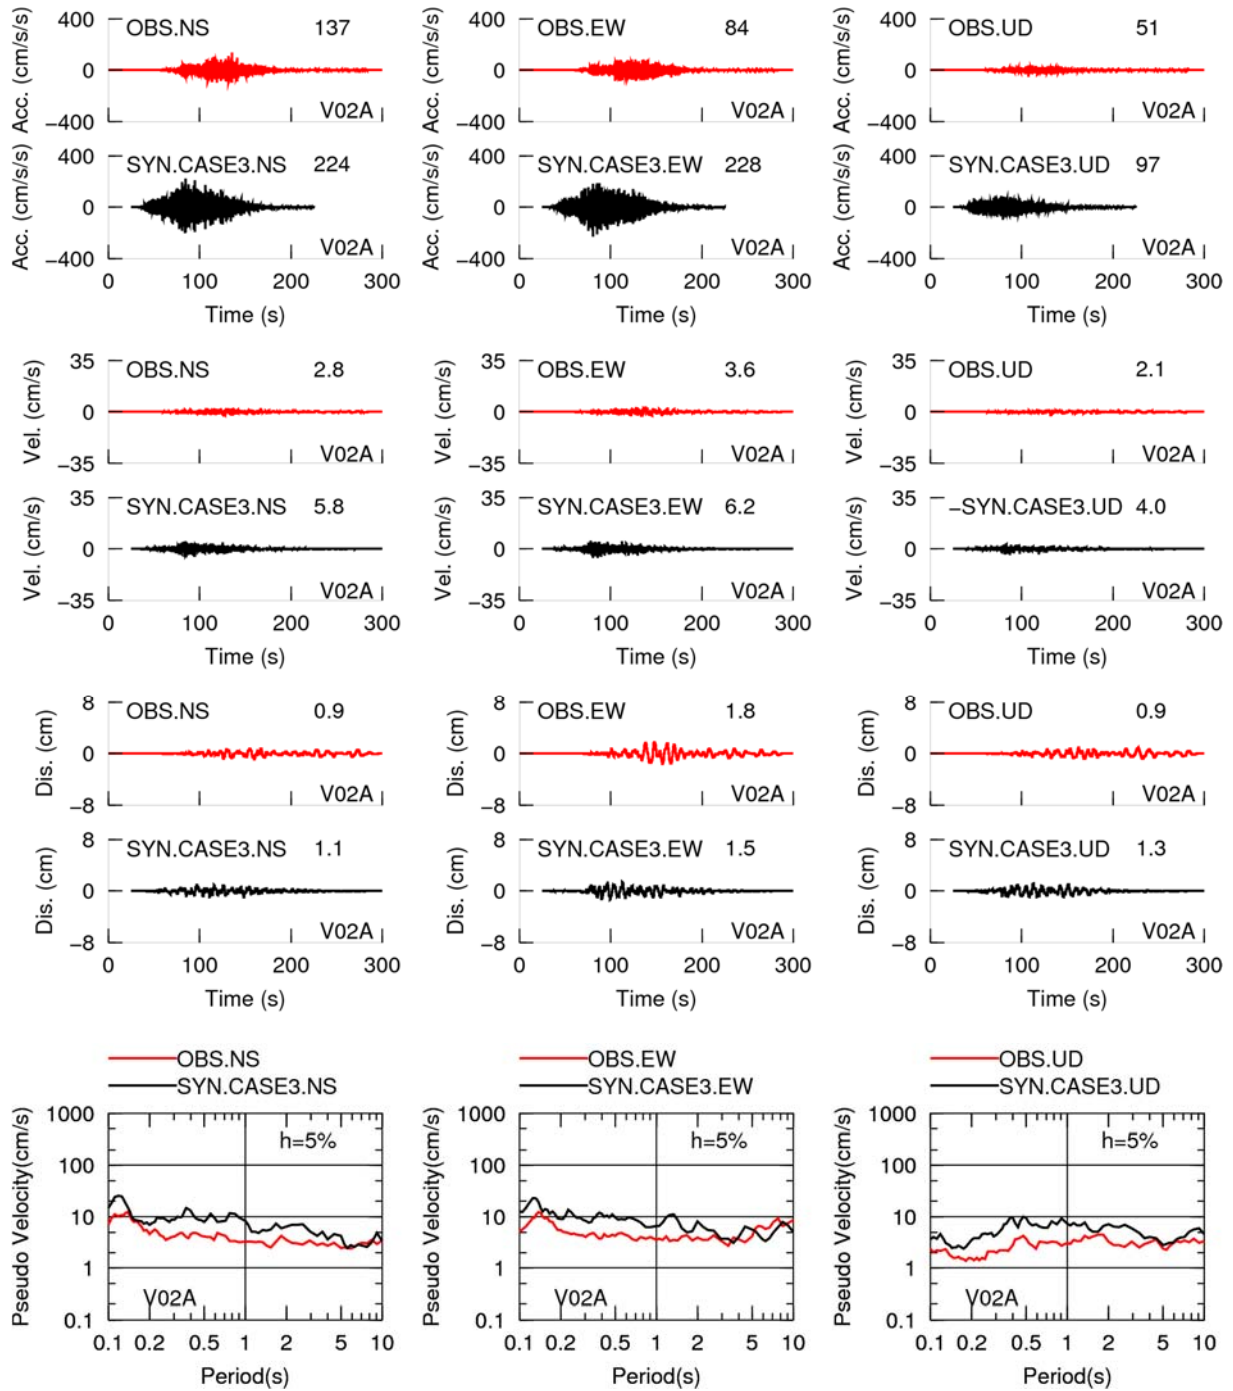 400 OBS.NS 137
Acc. (cm/s/s)
0
−400 V02A
400 SYN.CASE3.NS 224
Acc. (cm/s/s)
0
−400 V02A
0 100 200 300
Time (s)
400 OBS.EW 84
0
−400 V02A
400 SYN.CASE3.EW 228
0
−400 V02A
0 100 200 300
Time (s)
Acc. (cm/s/s)
Acc. (cm/s/s)
400 OBS.UD 51
Acc. (cm/s/s)
0
−400 V02A
400 SYN.CASE3.UD 97
Acc. (cm/s/s)
0
−400 V02A
0 100 200 300
Time (s)
35 OBS.NS 2.8
Vel. (cm/s)
0
−35 V02A
35 SYN.CASE3.NS 5.8
Vel. (cm/s)
0
−35 V02A
0 100 200 300
Time (s)
35 OBS.EW 3.6
Vel. (cm/s)
0
−35 V02A
35 SYN.CASE3.EW 6.2
Vel. (cm/s)
0
−35 V02A
0 100 200 300
Time (s)
35 OBS.UD 2.1
Vel. (cm/s)
0
−35 V02A
35 −SYN.CASE3.UD 4.0
Vel. (cm/s)
0
−35 V02A
0 100 200 300
Time (s)
8 OBS.NS 0.9
Dis. (cm)
0
−8 V02A
8 SYN.CASE3.NS 1.1
Dis. (cm)
0
−8 V02A
0 100 200 300
Time (s)
8 OBS.EW 1.8
Dis. (cm)
0
−8 V02A
8 SYN.CASE3.EW 1.5
Dis. (cm)
0
−8 V02A
0 100 200 300
Time (s)
8 OBS.UD 0.9
Dis. (cm)
0
−8 V02A
8 SYN.CASE3.UD 1.3
Dis. (cm)
0
−8 V02A
0 100 200 300
Time (s)
OBS.NS
SYN.CASE3.NS
Pseudo Velocity(cm/s)
1000
h=5%
100
10
1
V02A
0.1
0.1 0.2 0.5 1 2 5 10
Period(s)
OBS.EW
SYN.CASE3.EW
Pseudo Velocity(cm/s)
1000
h=5%
100
10
1
V02A
0.1
0.1 0.2 0.5 1 2 5 10
Period(s)
OBS.UD
SYN.CASE3.UD
Pseudo Velocity(cm/s)
1000
h=5%
100
10
1
V02A
0.1
0.1 0.2 0.5 1 2 5 10
Period(s)